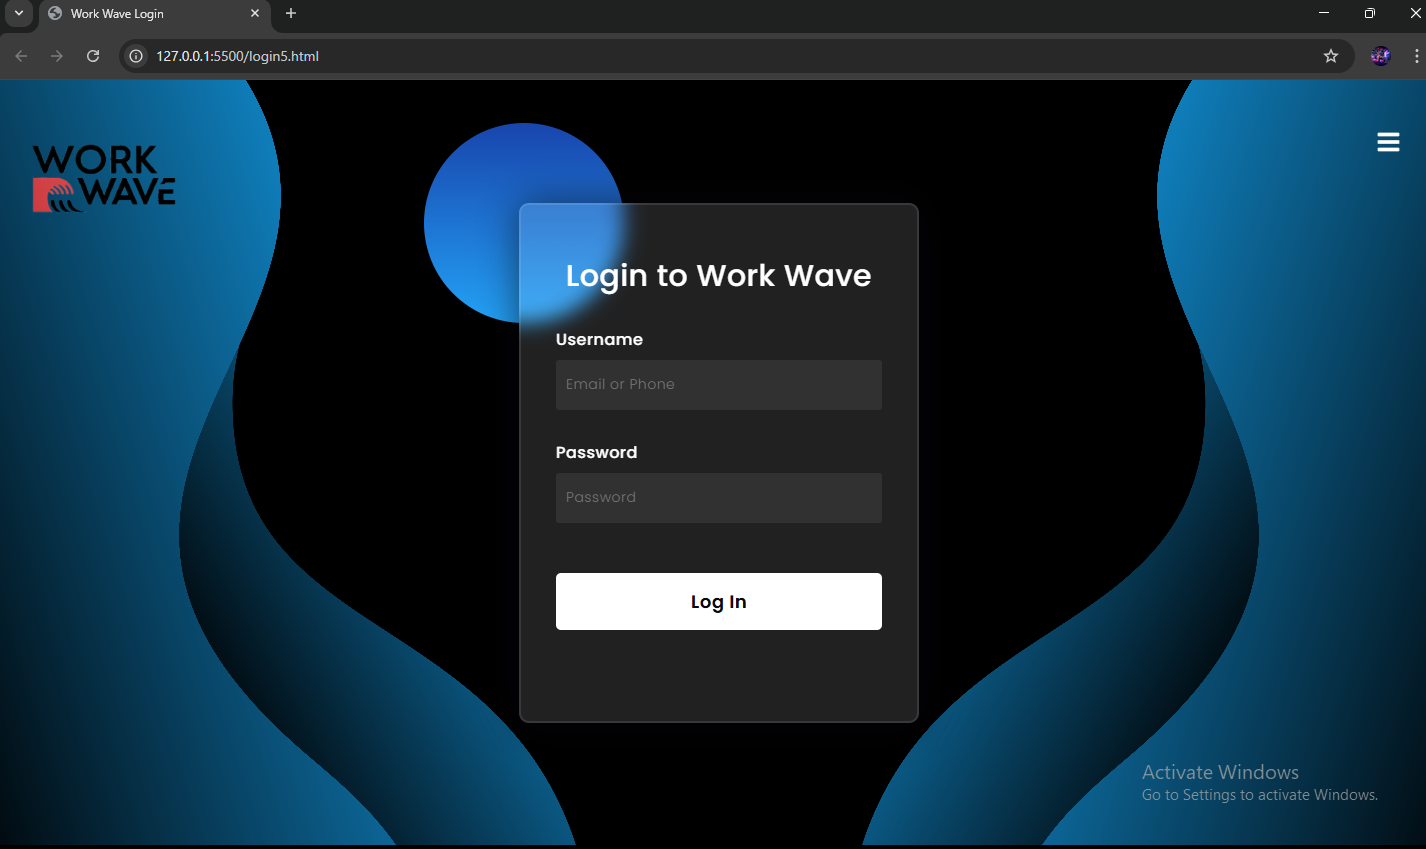 Work Wave Login
127.0.0.1:5500/login5.html
WORK
WAVE
Login to Work Wave
Username
Email or Phone
Password
Password
Log In
Activate Windows
Go to Settings to activate Windows.